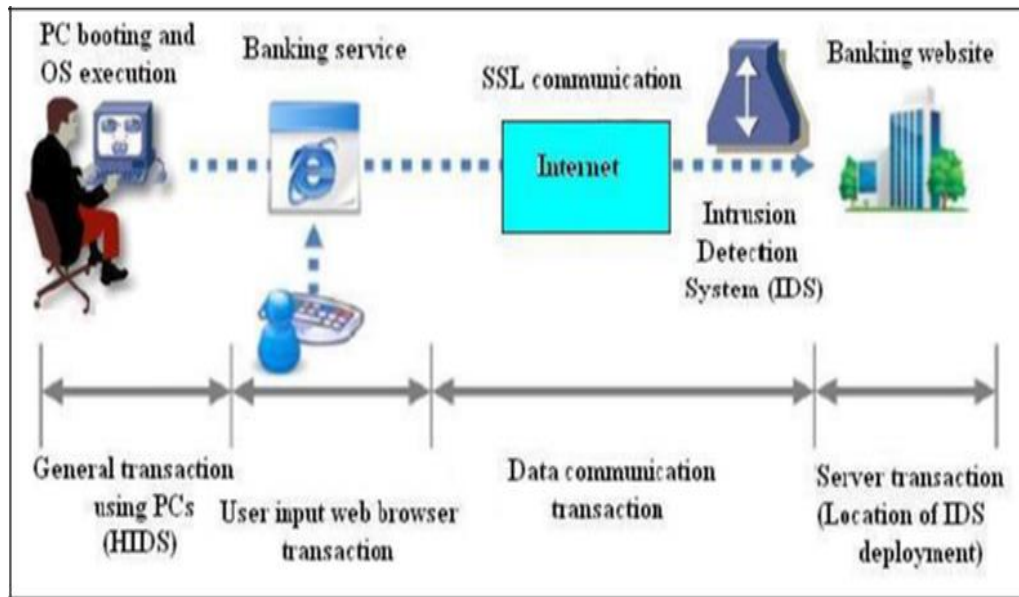 PC booting and
OS execution
Banking service
SSL communication
Banking website
Internet
Intrusion
Detection
System (IDS)
General transaction
using PCs
(HIDS)
User input web browser
transaction
Data communication
transaction
Server transaction
(Location of IDS
deployment)